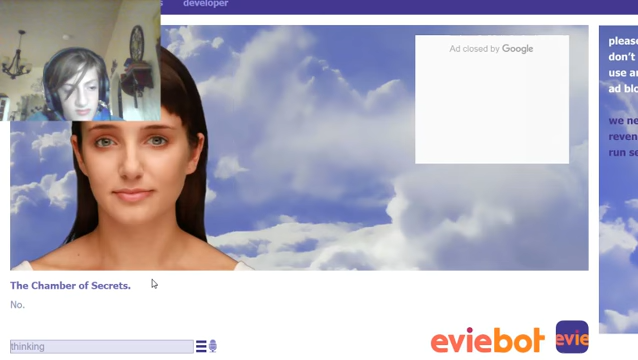 developer
Ad closed by Google
please
don't
use a
ad blo
we ne
reven
run se
The Chamber of Secrets.
No.
thinking
eviebot
evie